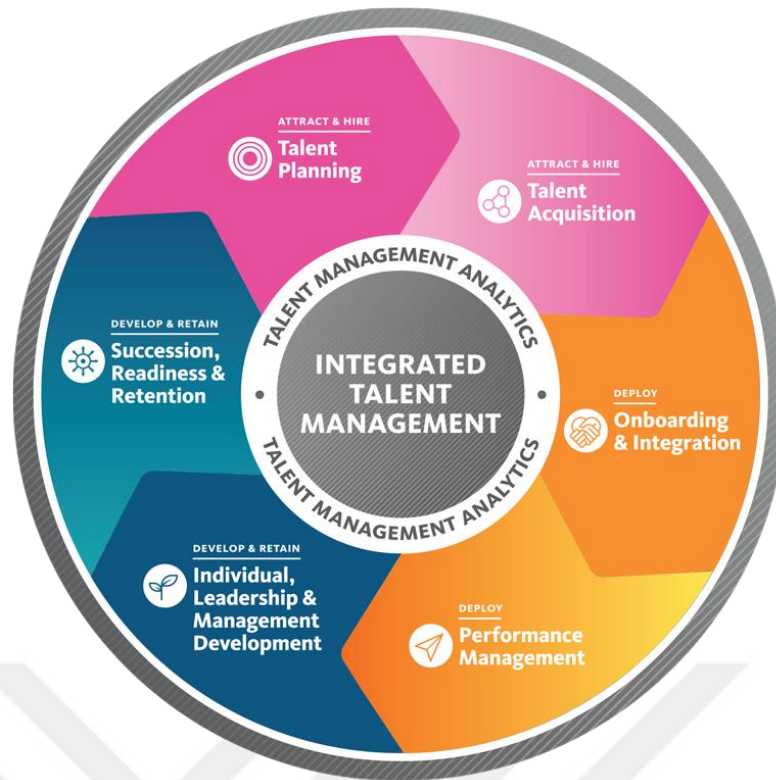 ATTRACT & HIRE
Talent
Planning
ATTRACT & HIRE
Talent
Acquisition
DEPLOY
Onboarding
& Integration
DEPLOY
Performance
Management
DEVELOP & RETAIN
Individual,
Leadership &
Management
Development
DEVELOP & RETAIN
Succession,
Readiness &
Retention
TALENT MANAGEMENT ANALYTICS
INTEGRATED
TALENT
MANAGEMENT
TALENT MANAGEMENT ANALYTICS